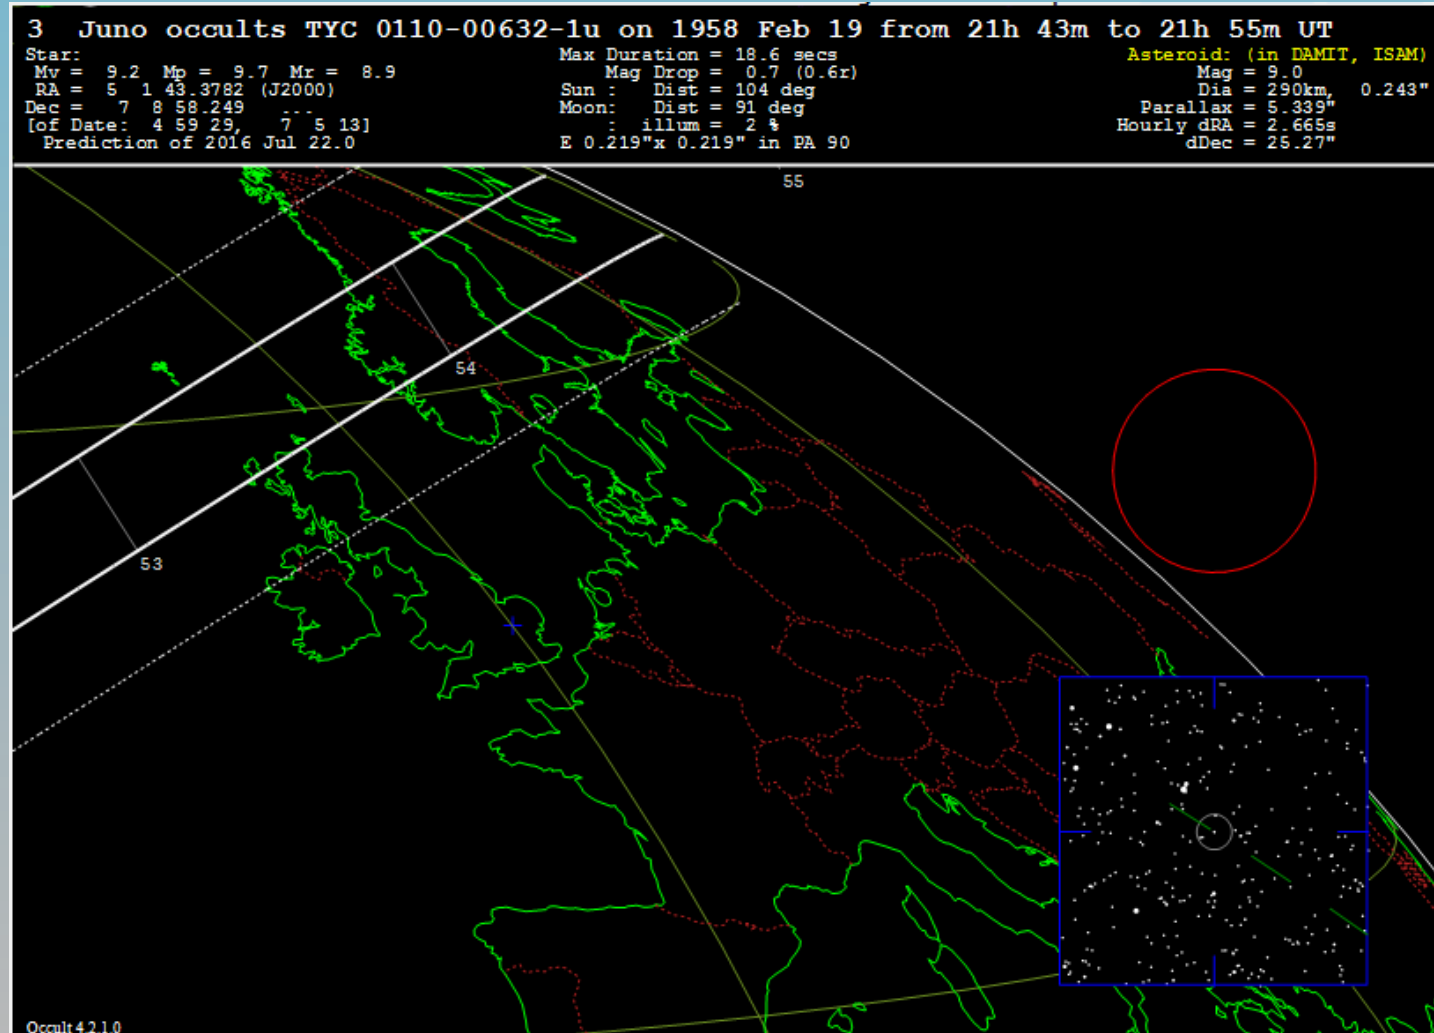 3 Juno occults TYC 0110-00632-1u on 1958 Feb 19 from 21h 43m to 21h 55m UT
Star:
Mv = 9.2 Mp = 9.7 Mr = 8.9
RA = 5 1 43.3782 (J2000)
Dec = 7 8 58.249 ...
[of Date: 4 59 29, 7 5 13]
Prediction of 2016 Jul 22.0
Max Duration = 18.6 secs
Mag Drop = 0.7 (0.6r)
Sun : Dist = 104 deg
Moon: Dist = 91 deg
: illum = 2 %
E 0.219"x 0.219" in PA 90
Asteroid: (in DAMIT, ISAM)
Mag = 9.0
Dia = 290km, 0.243"
Parallax = 5.339"
Hourly dRA = 2.665s
dDec = 25.27"
55
54
53
Occult 4.2.1.0